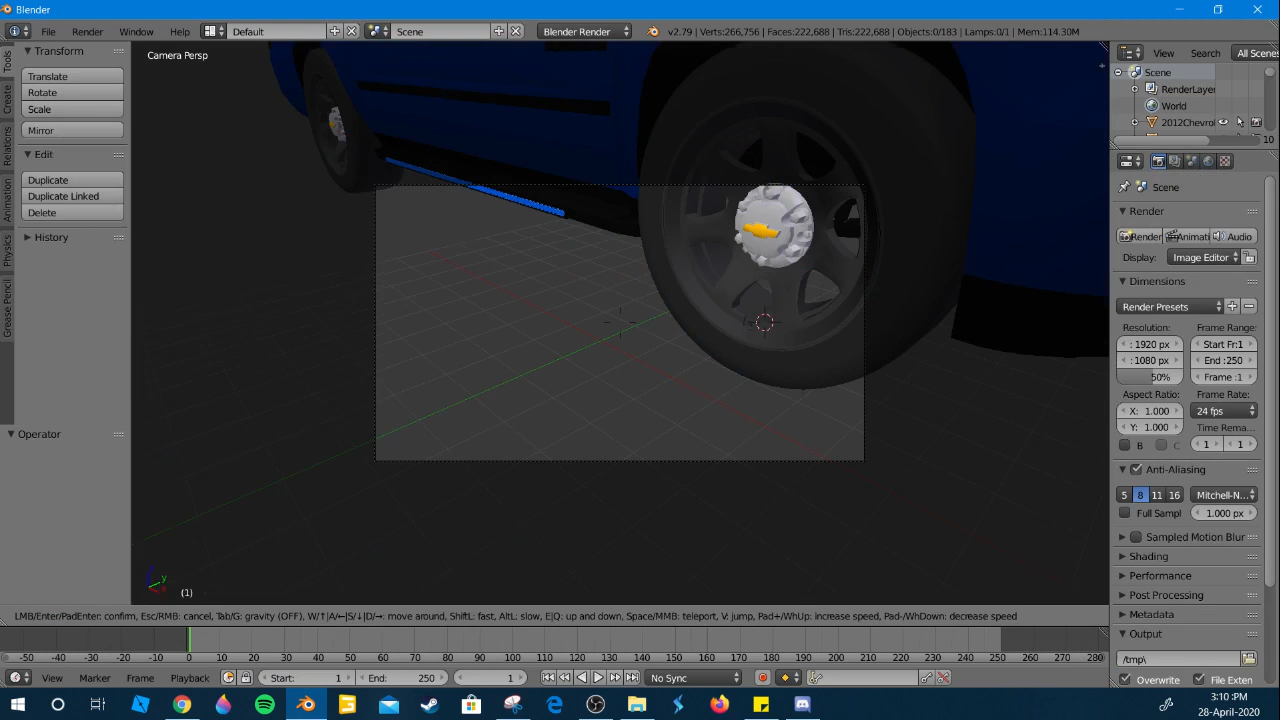 Blender
File Render Window Help Default Scene Blender Render v2.79 | Verts:266,756 | Faces:222,688 | Tris:222,688 | Objects:0/183 | Lamps:0/1 | Mem:114.30M
Tools
Create
Relations
Animation
Physics
Grease Pencil
Transform
Translate
Rotate
Scale
Mirror
Edit
Duplicate
Duplicate Linked
Delete
History
Operator
Camera Persp
(1)
View Search All Scenes
Scene
RenderLaye
World
2012Chevrol
10
Scene
Render
Render Animati Audio
Display: Image Editor
Dimensions
Render Presets
Resolution: Frame Range:
: 1920 px Start Fr:1
: 1080 px End :250
50% Frame :1
Aspect Ratio: Frame Rate:
X: 1.000 24 fps
Y: 1.000 Time Rema...
B C 1 1
Anti-Aliasing
5 8 11 16 Mitchell-N...
Full Sampl 1.000 px
Sampled Motion Blur
Shading
Performance
Post Processing
Metadata
Output
/tmp\
Overwrite File Exten
LMB/Enter/PadEnter: confirm, Esc/RMB: cancel, Tab/G: gravity (OFF), W/↑|A/←|S/↓|D/→: move around, ShiftL: fast, AltL: slow, E|Q: up and down, Space/MMB: teleport, V: jump, Pad+/WhUp: increase speed, Pad-/WhDown: decrease speed
-50 -40 -30 -20 -10 0 10 20 30 40 50 60 70 80 90 100 110 120 130 140 150 160 170 180 190 200 210 220 230 240 250 260 270 280
View Marker Frame Playback Start: 1 End: 250 1 No Sync
3:10 PM
28-April-2020